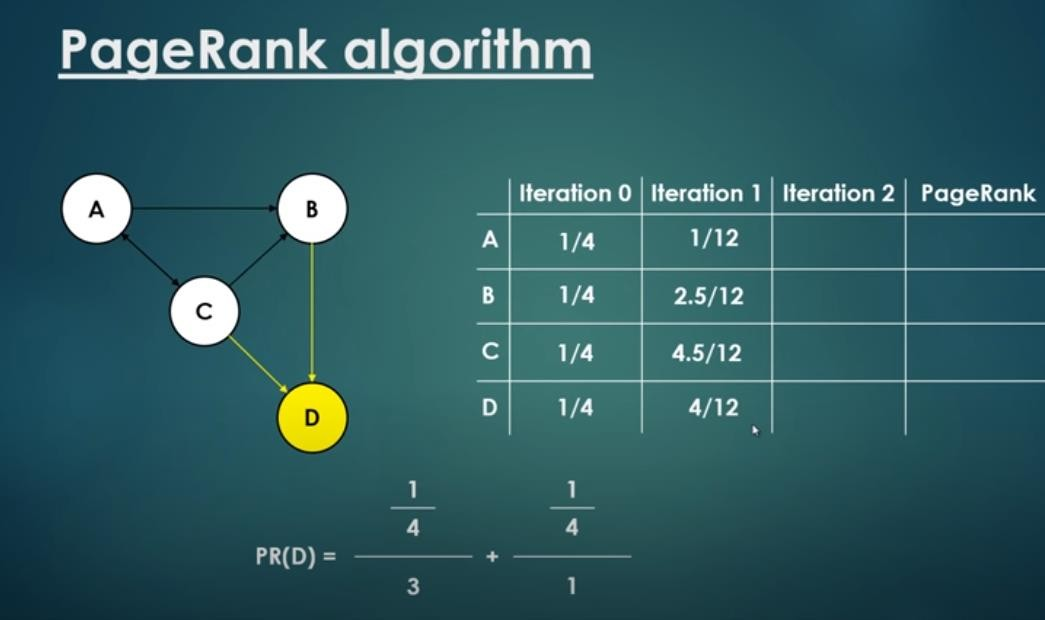 PageRank algorithm
A
B
C
D
Iteration 0 Iteration 1 Iteration 2 PageRank
A 1/4 1/12
B 1/4 2.5/12
C 1/4 4.5/12
D 1/4 4/12
1 1
4 4
PR(D) = +
3 1